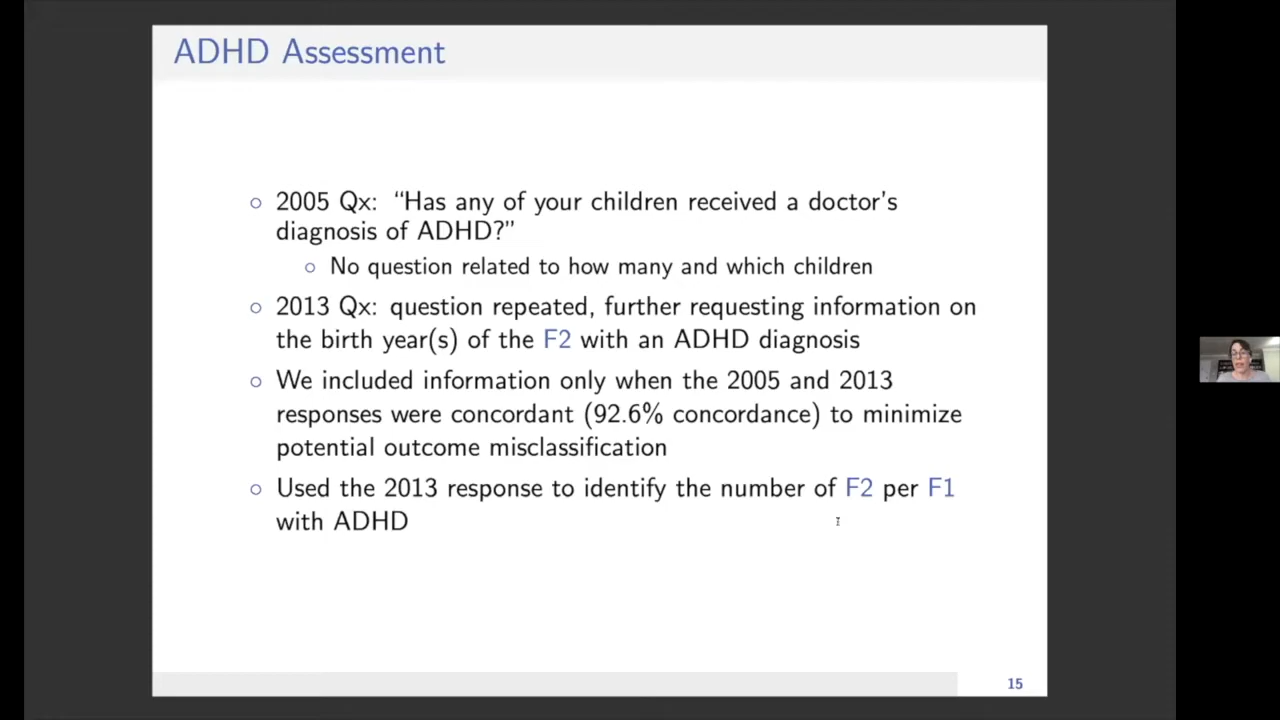 ADHD Assessment
○ 2005 Qx: “Has any of your children received a doctor’s
diagnosis of ADHD?”
○ No question related to how many and which children
○ 2013 Qx: question repeated, further requesting information on
the birth year(s) of the F2 with an ADHD diagnosis
○ We included information only when the 2005 and 2013
responses were concordant (92.6% concordance) to minimize
potential outcome misclassification
○ Used the 2013 response to identify the number of F2 per F1
with ADHD
15